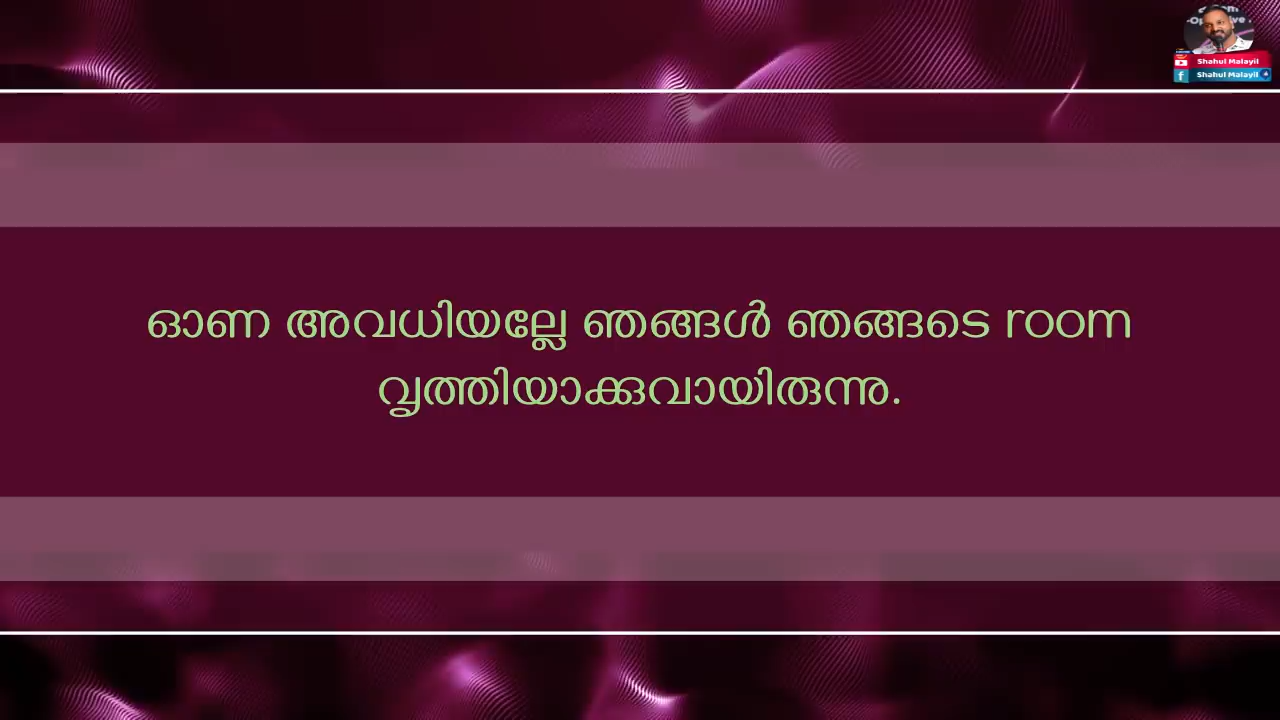 Shahul Malayil
Shahul Malayil
ഓണ അവധിയല്ലേ ഞങ്ങൾ ഞങ്ങടെ room
വൃത്തിയാക്കുവായിരുന്നു.